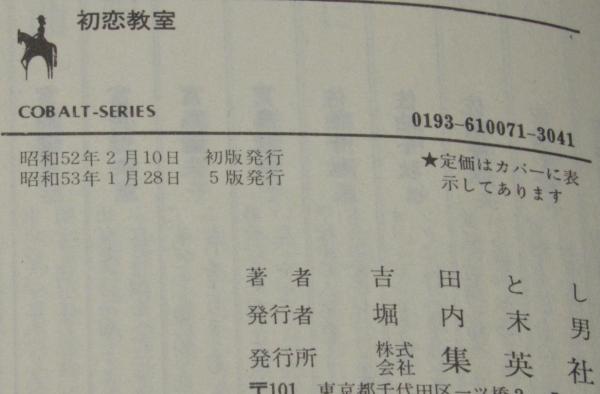 初恋教室
COBALT-SERIES
0193-610071-3041
昭和52年2月10日 初版発行
昭和53年1月28日 5版発行
★定価はカバーに表
示してあります
著者 吉田とし
発行者 堀内末男
発行所 株式会社 集英社
〒101 東京都千代田区一ツ橋2